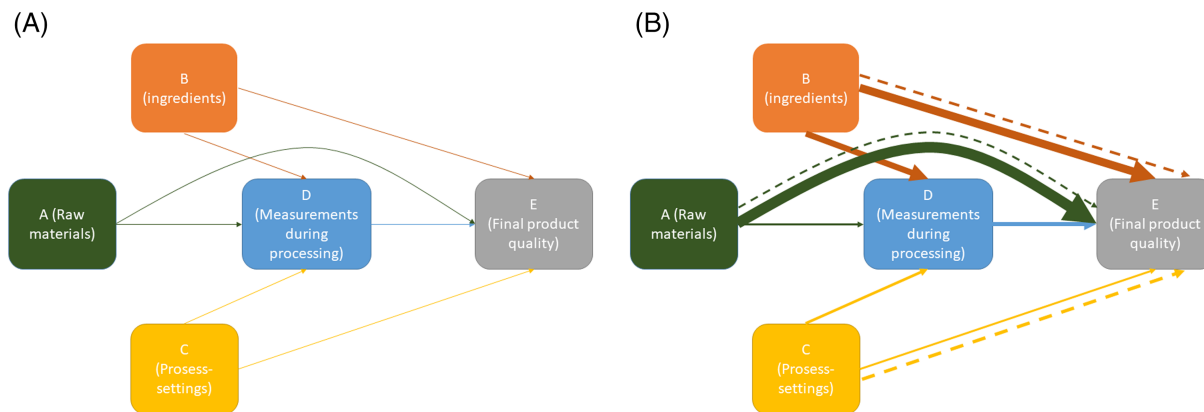 (A)
B
(ingredients)
A (Raw
materials)
D
(Measurements
during
processing)
E
(Final product
quality)
C
(Prosess-
settings)
(B)
B
(ingredients)
A (Raw
materials)
D
(Measurements
during
processing)
E
(Final product
quality)
C
(Prosess-
settings)